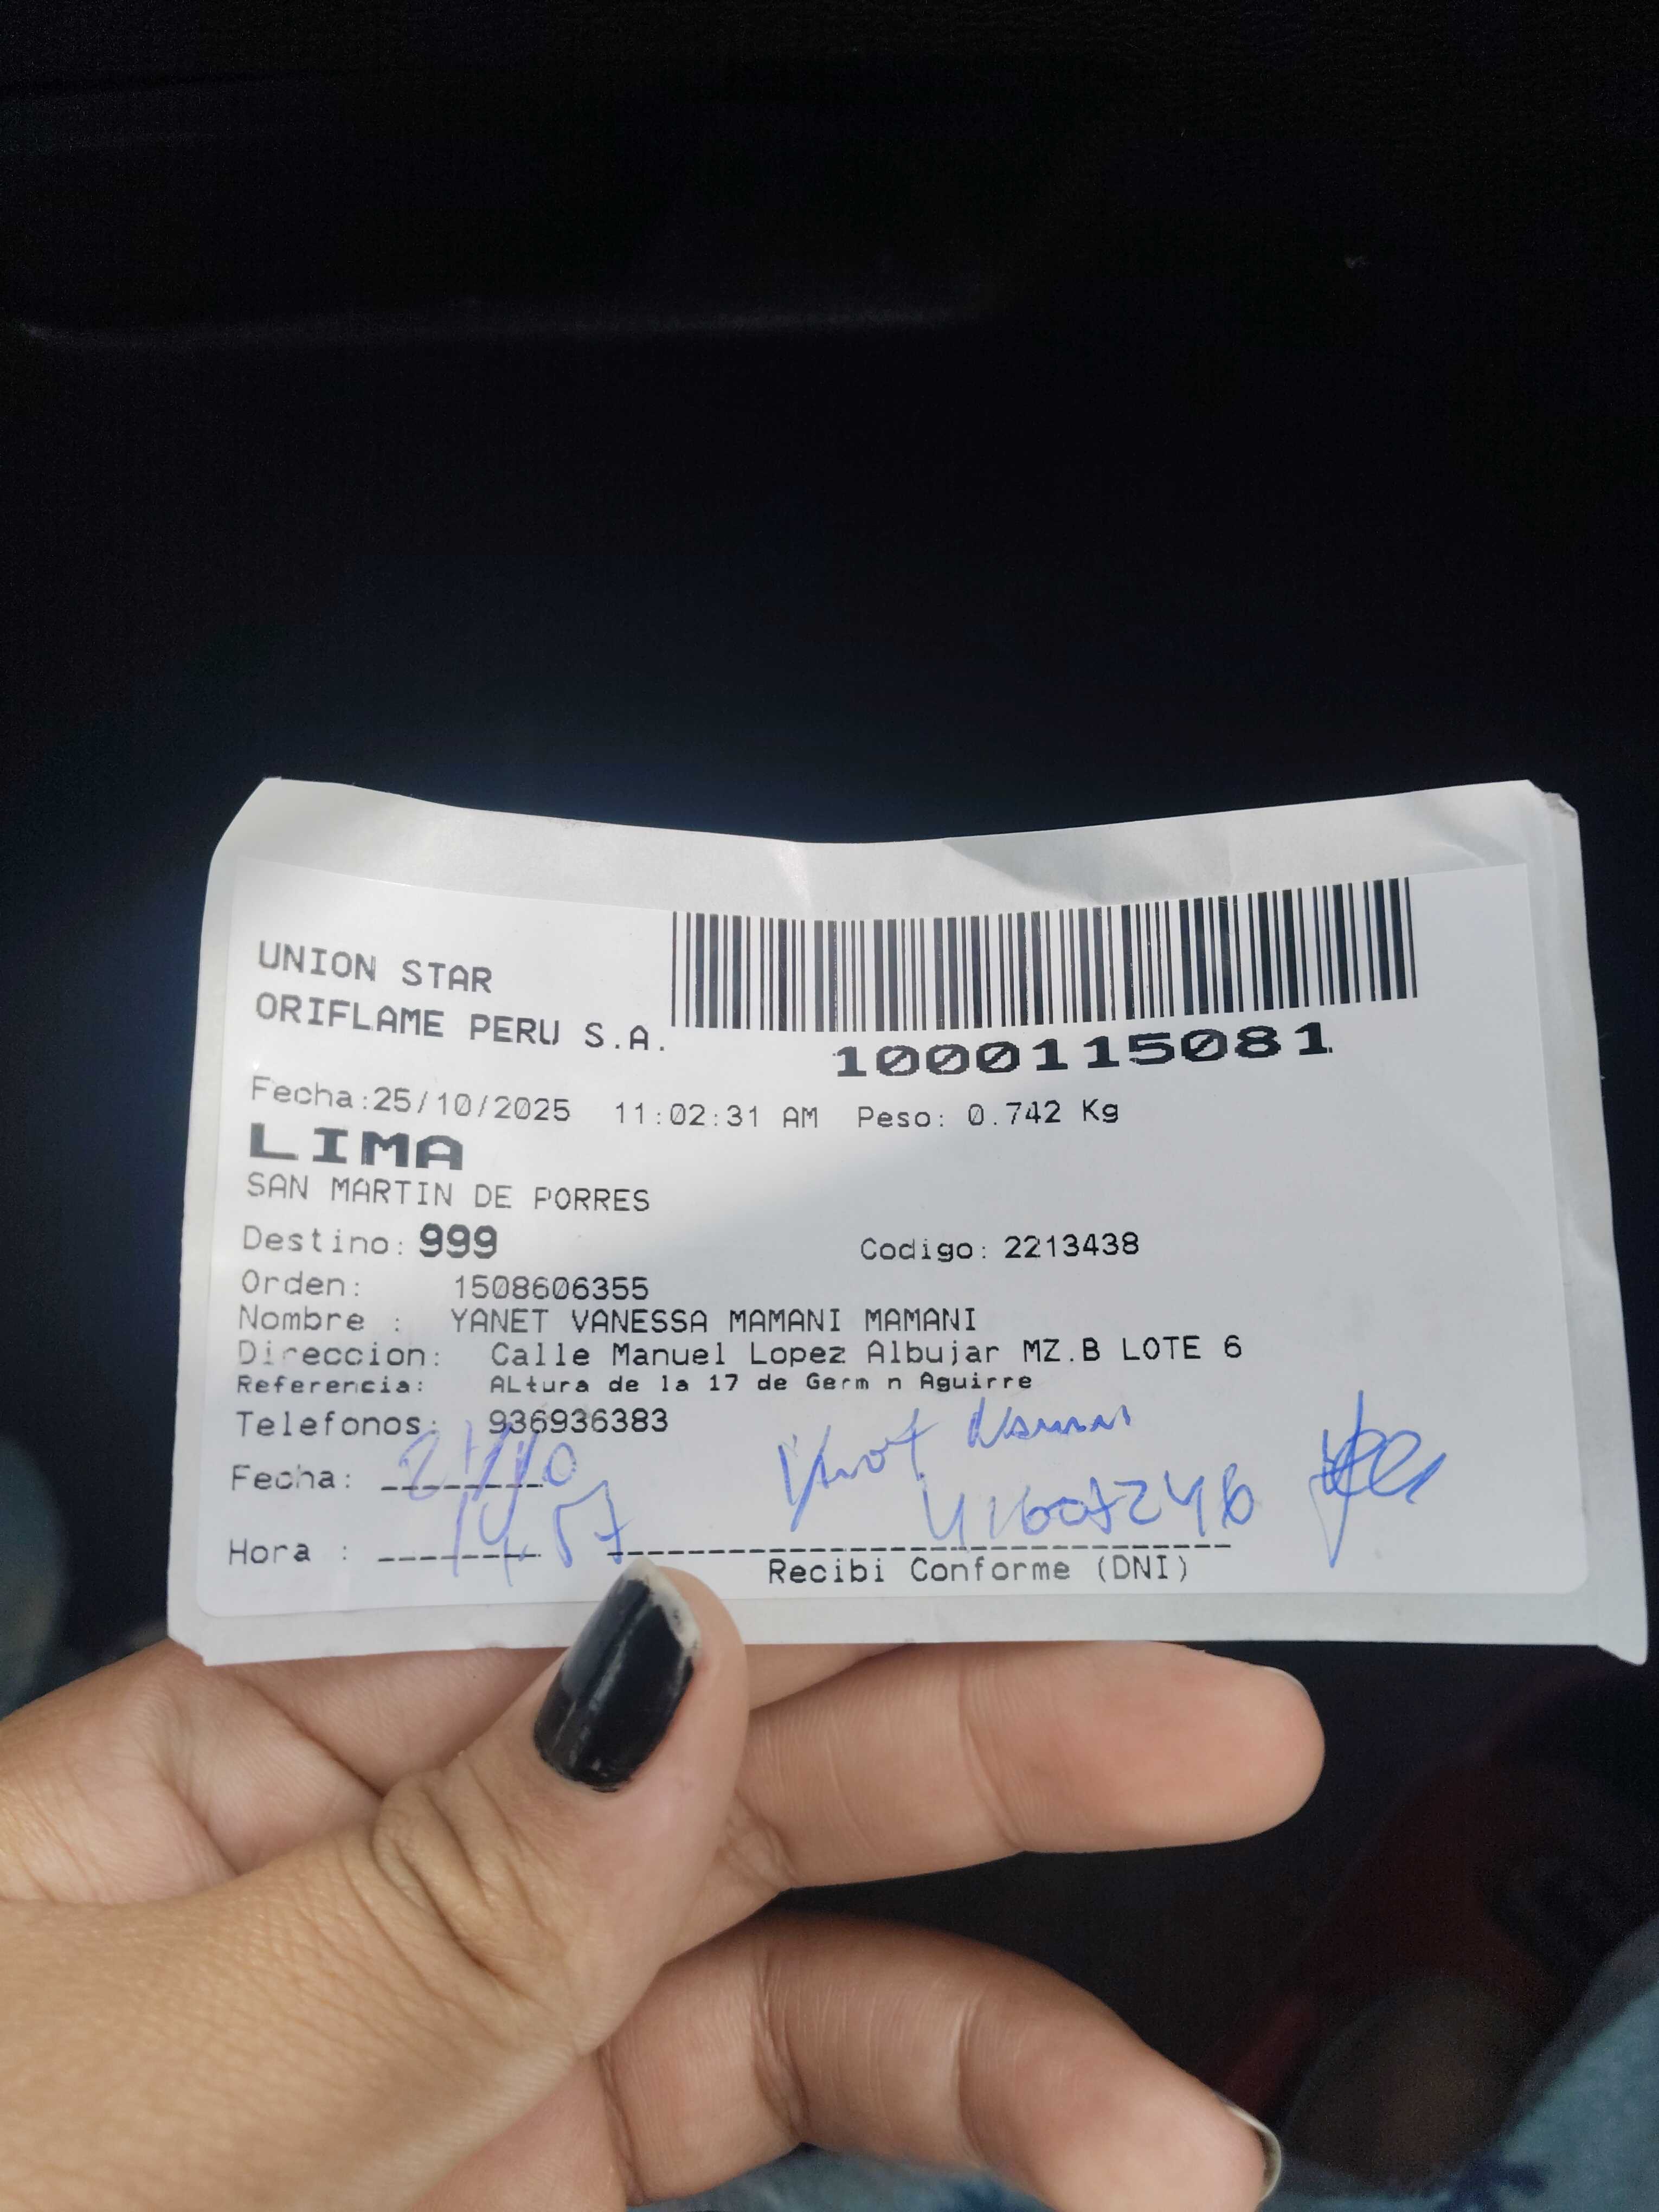 UNION STAR
ORIFLAME PERU S.A.
1000115081
Fecha:25/10/2025 11:02:31 AM Peso: 0.742 Kg
LIMA
SAN MARTIN DE PORRES
Destino: 999 Codigo: 2213438
Orden: 1508606355
Nombre : YANET VANESSA MAMANI MAMANI
Direccion: Calle Manuel Lopez Albujar MZ.B LOTE 6
Referencia: ALtura de la 17 de Germ n Aguirre
Telefonos: 936936383
Fecha:
Hora : 14.57
Recibi Conforme (DNI)